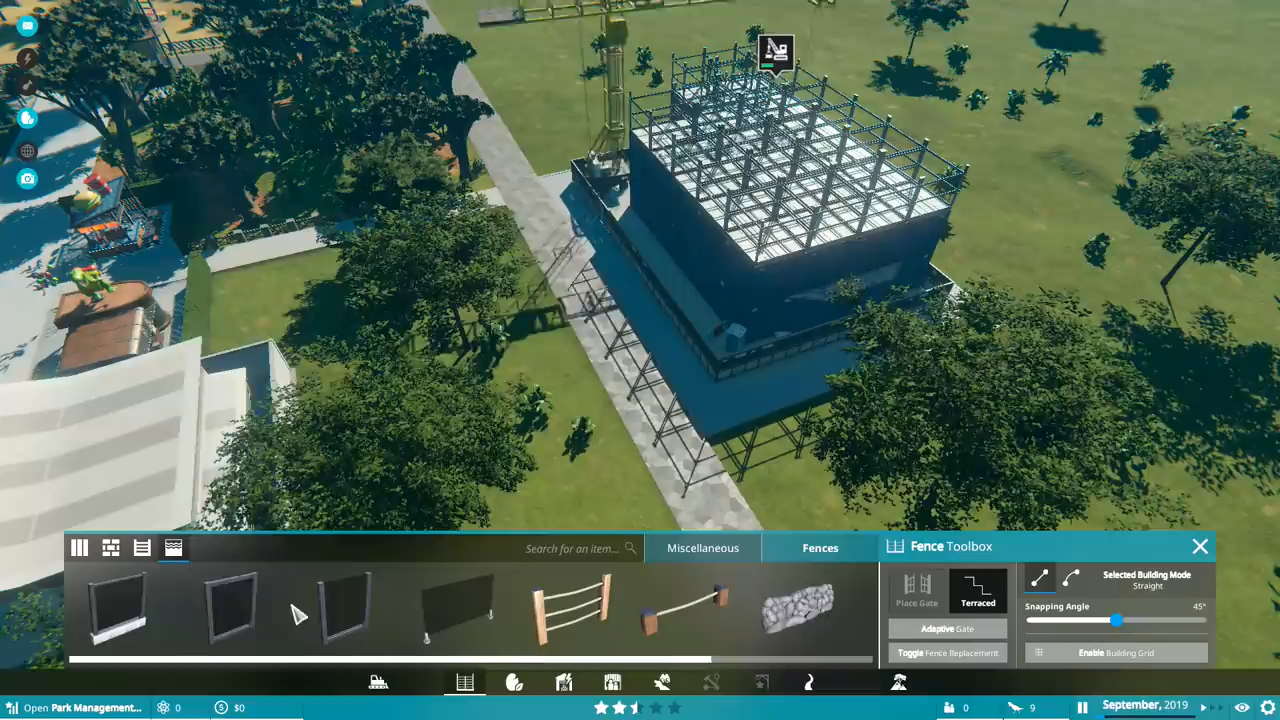 Search for an item...
Miscellaneous
Fences
Fence Toolbox
Place Gate
Terraced
Adaptive Gate
Toggle Fence Replacement
Selected Building Mode
Straight
Snapping Angle
45°
Enable Building Grid
Open Park Management...
0
$0
0
9
September, 2019